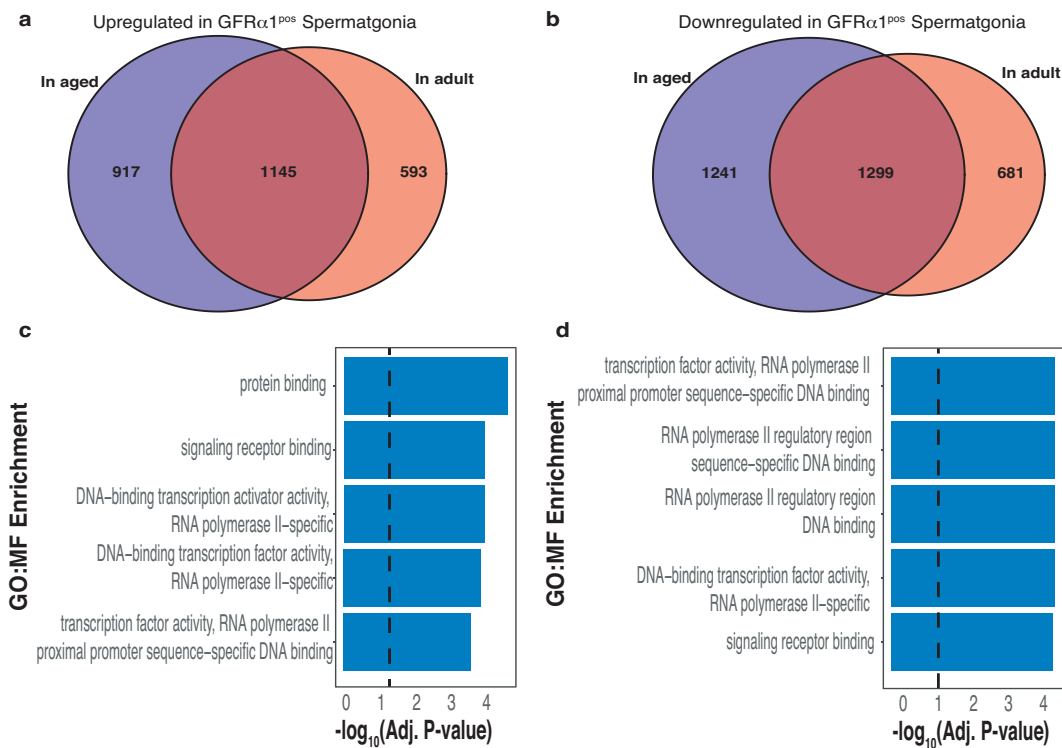 a
Upregulated in GFRα1pos Spermatgonia
In aged
In adult
917
1145
593
b
Downregulated in GFRα1pos Spermatgonia
In aged
In adult
1241
1299
681
c
GO:MF Enrichment
protein binding
signaling receptor binding
DNA−binding transcription activator activity,
RNA polymerase II−specific
DNA−binding transcription factor activity,
RNA polymerase II−specific
transcription factor activity, RNA polymerase II
proximal promoter sequence−specific DNA binding
0 1 2 3 4
-log10(Adj. P-value)
d
GO:MF Enrichment
transcription factor activity, RNA polymerase II
proximal promoter sequence−specific DNA binding
RNA polymerase II regulatory region
sequence−specific DNA binding
RNA polymerase II regulatory region
DNA binding
DNA−binding transcription factor activity,
RNA polymerase II−specific
signaling receptor binding
0 1 2 3 4
-log10(Adj. P-value)